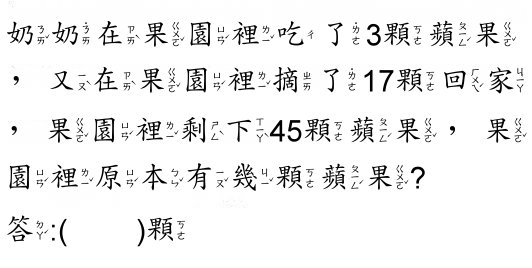 奶奶在果園裡吃了3顆蘋果
，又在果園裡摘了17顆回家
，果園裡剩下45顆蘋果，果
園裡原本有幾顆蘋果?
答:(　　)顆